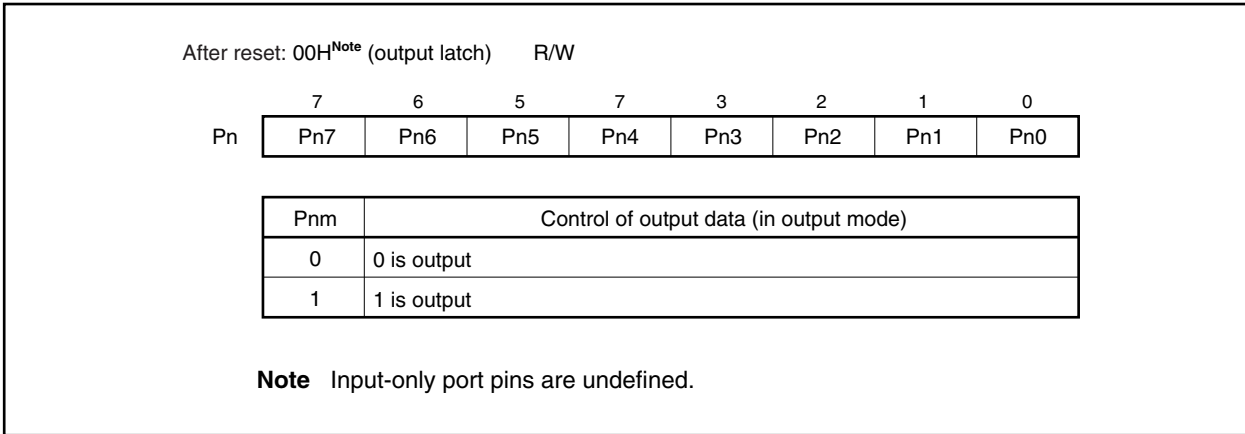 After reset: 00HNote (output latch) R/W
7 6 5 7 3 2 1 0
Pn Pn7 Pn6 Pn5 Pn4 Pn3 Pn2 Pn1 Pn0
Pnm Control of output data (in output mode)
0 0 is output
1 1 is output
Note Input-only port pins are undefined.